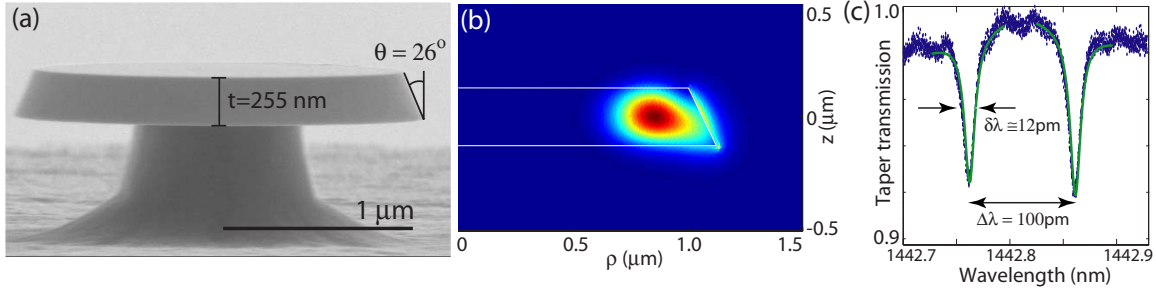 (a)
θ = 26°
t=255 nm
1 μm
(b)
0.5
0
-0.5
z (μm)
0
0.5
1.0
1.5
ρ (μm)
(c)
1.0
0.9
Taper transmission
δλ ≅12pm
Δλ = 100pm
1442.7
1442.8
1442.9
Wavelength (nm)